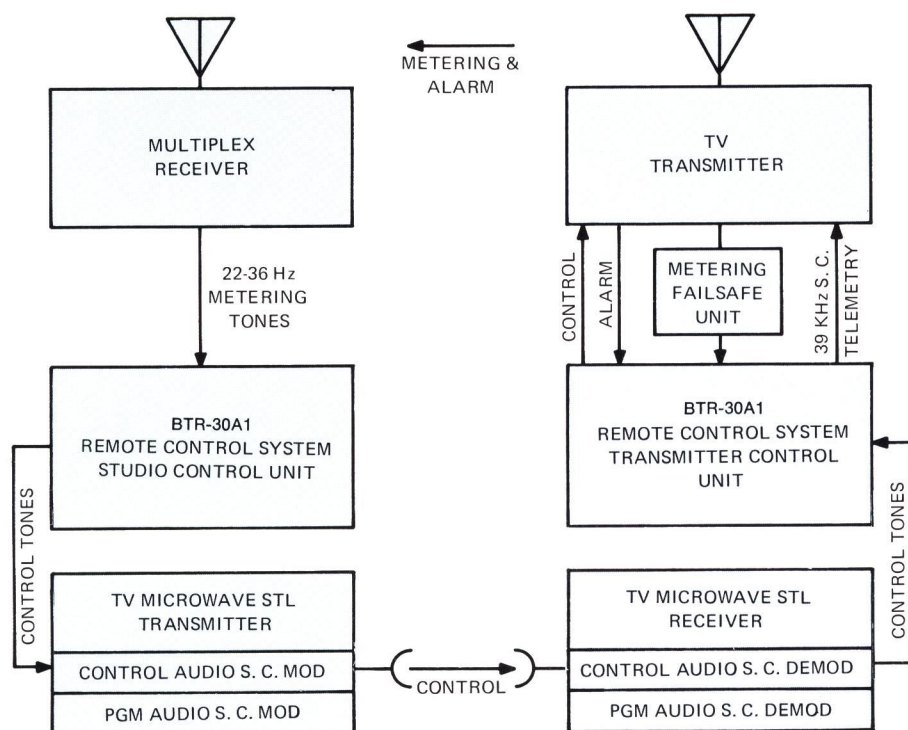 METERING &
ALARM
MULTIPLEX
RECEIVER
TV
TRANSMITTER
22-36 Hz
METERING
TONES
CONTROL
ALARM
METERING
FAILSAFE
UNIT
39 KHz S. C.
TELEMETRY
BTR-30A1
REMOTE CONTROL SYSTEM
STUDIO CONTROL UNIT
BTR-30A1
REMOTE CONTROL SYSTEM
TRANSMITTER CONTROL
UNIT
CONTROL TONES
CONTROL TONES
TV MICROWAVE STL
TRANSMITTER
CONTROL AUDIO S. C. MOD
PGM AUDIO S. C. MOD
CONTROL
TV MICROWAVE STL
RECEIVER
CONTROL AUDIO S. C. DEMOD
PGM AUDIO S. C. DEMOD